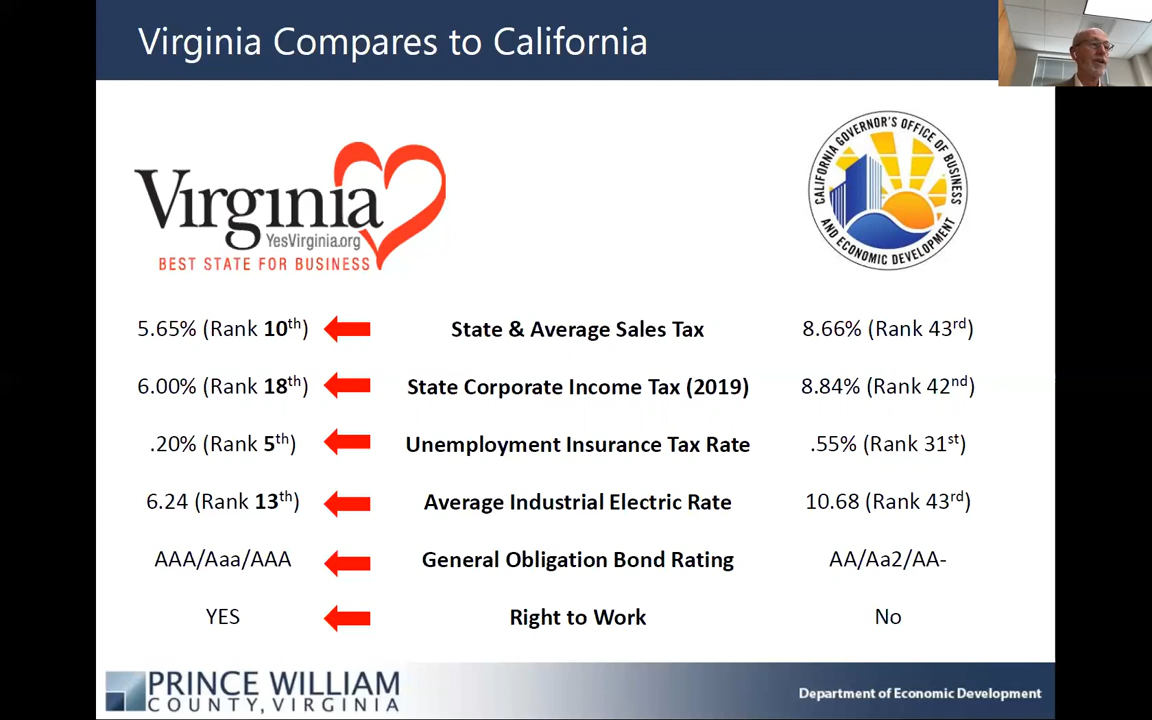 Virginia Compares to California
Virginia
YesVirginia.org
BEST STATE FOR BUSINESS
CALIFORNIA GOVERNOR'S OFFICE OF BUSINESS
AND ECONOMIC DEVELOPMENT
5.65% (Rank 10th) State & Average Sales Tax 8.66% (Rank 43rd)
6.00% (Rank 18th) State Corporate Income Tax (2019) 8.84% (Rank 42nd)
.20% (Rank 5th) Unemployment Insurance Tax Rate .55% (Rank 31st)
6.24 (Rank 13th) Average Industrial Electric Rate 10.68 (Rank 43rd)
AAA/Aaa/AAA General Obligation Bond Rating AA/Aa2/AA-
YES Right to Work No
PRINCE WILLIAM
COUNTY, VIRGINIA
Department of Economic Development